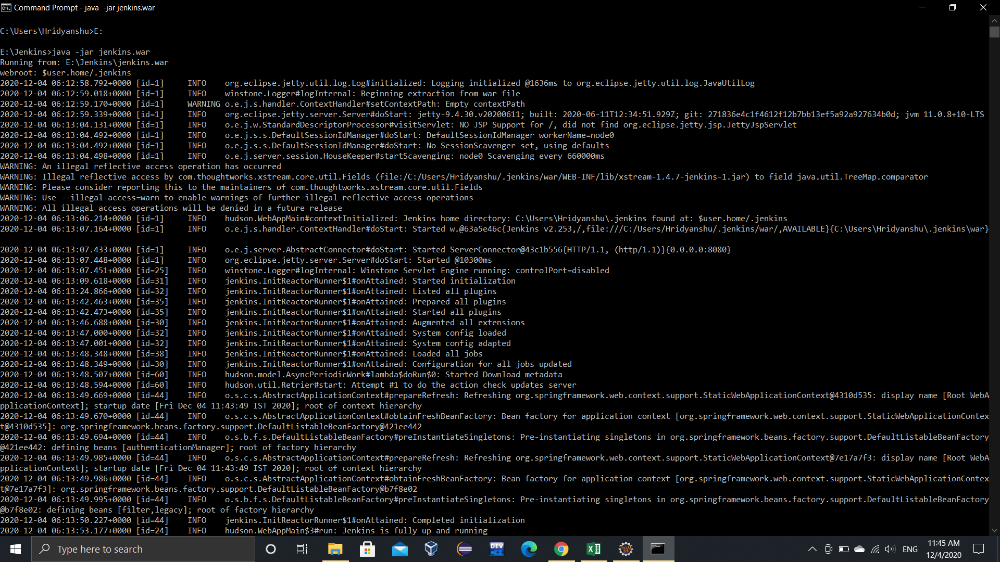 Command Prompt - java  -jar jenkins.war
C:\Users\Hridyanshu>E:
E:\Jenkins>java -jar jenkins.war
Running from: E:\Jenkins\jenkins.war
webroot: $user.home/.jenkins
2020-12-04 06:12:58.792+0000 [id=1]     INFO    org.eclipse.jetty.util.log.Log#initialized: Logging initialized @1636ms to org.eclipse.jetty.util.log.JavaUtilLog
2020-12-04 06:12:59.018+0000 [id=1]     INFO    winstone.Logger#logInternal: Beginning extraction from war file
2020-12-04 06:12:59.170+0000 [id=1]     WARNING o.e.j.s.handler.ContextHandler#setContextPath: Empty contextPath
2020-12-04 06:12:59.339+0000 [id=1]     INFO    org.eclipse.jetty.server.Server#doStart: jetty-9.4.30.v20200611; built: 2020-06-11T12:34:51.929Z; git: 271836e4c1f4612f12b7bb13ef5a92a927634b0d; jvm 11.0.8+10-LTS
2020-12-04 06:13:04.131+0000 [id=1]     INFO    o.e.j.w.StandardDescriptorProcessor#visitServlet: NO JSP Support for /, did not find org.eclipse.jetty.jsp.JettyJspServlet
2020-12-04 06:13:04.492+0000 [id=1]     INFO    o.e.j.s.s.DefaultSessionIdManager#doStart: DefaultSessionIdManager workerName=node0
2020-12-04 06:13:04.492+0000 [id=1]     INFO    o.e.j.s.s.DefaultSessionIdManager#doStart: No SessionScavenger set, using defaults
2020-12-04 06:13:04.498+0000 [id=1]     INFO    o.e.j.server.session.HouseKeeper#startScavenging: node0 Scavenging every 660000ms
WARNING: An illegal reflective access operation has occurred
WARNING: Illegal reflective access by com.thoughtworks.xstream.core.util.Fields (file:/C:/Users/Hridyanshu/.jenkins/war/WEB-INF/lib/xstream-1.4.7-jenkins-1.jar) to field java.util.TreeMap.comparator
WARNING: Please consider reporting this to the maintainers of com.thoughtworks.xstream.core.util.Fields
WARNING: Use --illegal-access=warn to enable warnings of further illegal reflective access operations
WARNING: All illegal access operations will be denied in a future release
2020-12-04 06:13:06.214+0000 [id=1]     INFO    hudson.WebAppMain#contextInitialized: Jenkins home directory: C:\Users\Hridyanshu\.jenkins found at: $user.home/.jenkins
2020-12-04 06:13:07.164+0000 [id=1]     INFO    o.e.j.s.handler.ContextHandler#doStart: Started w.@63a5e46c{Jenkins v2.253,/,file:///C:/Users/Hridyanshu/.jenkins/war/,AVAILABLE}{C:\Users\Hridyanshu\.jenkins\war}
2020-12-04 06:13:07.433+0000 [id=1]     INFO    o.e.j.server.AbstractConnector#doStart: Started ServerConnector@43c1b556{HTTP/1.1, (http/1.1)}{0.0.0.0:8080}
2020-12-04 06:13:07.448+0000 [id=1]     INFO    org.eclipse.jetty.server.Server#doStart: Started @10300ms
2020-12-04 06:13:07.451+0000 [id=25]    INFO    winstone.Logger#logInternal: Winstone Servlet Engine running: controlPort=disabled
2020-12-04 06:13:09.618+0000 [id=31]    INFO    jenkins.InitReactorRunner$1#onAttained: Started initialization
2020-12-04 06:13:24.866+0000 [id=32]    INFO    jenkins.InitReactorRunner$1#onAttained: Listed all plugins
2020-12-04 06:13:42.463+0000 [id=35]    INFO    jenkins.InitReactorRunner$1#onAttained: Prepared all plugins
2020-12-04 06:13:42.473+0000 [id=35]    INFO    jenkins.InitReactorRunner$1#onAttained: Started all plugins
2020-12-04 06:13:46.688+0000 [id=30]    INFO    jenkins.InitReactorRunner$1#onAttained: Augmented all extensions
2020-12-04 06:13:47.000+0000 [id=32]    INFO    jenkins.InitReactorRunner$1#onAttained: System config loaded
2020-12-04 06:13:47.001+0000 [id=32]    INFO    jenkins.InitReactorRunner$1#onAttained: System config adapted
2020-12-04 06:13:48.348+0000 [id=38]    INFO    jenkins.InitReactorRunner$1#onAttained: Loaded all jobs
2020-12-04 06:13:48.349+0000 [id=30]    INFO    jenkins.InitReactorRunner$1#onAttained: Configuration for all jobs updated
2020-12-04 06:13:48.507+0000 [id=60]    INFO    hudson.model.AsyncPeriodicWork#lambda$doRun$0: Started Download metadata
2020-12-04 06:13:48.594+0000 [id=60]    INFO    hudson.util.Retrier#start: Attempt #1 to do the action check updates server
2020-12-04 06:13:49.669+0000 [id=44]    INFO    o.s.c.s.AbstractApplicationContext#prepareRefresh: Refreshing org.springframework.web.context.support.StaticWebApplicationContext@4310d535: display name [Root WebA
pplicationContext]; startup date [Fri Dec 04 11:43:49 IST 2020]; root of context hierarchy
2020-12-04 06:13:49.670+0000 [id=44]    INFO    o.s.c.s.AbstractApplicationContext#obtainFreshBeanFactory: Bean factory for application context [org.springframework.web.context.support.StaticWebApplicationContex
t@4310d535]: org.springframework.beans.factory.support.DefaultListableBeanFactory@421ee442
2020-12-04 06:13:49.694+0000 [id=44]    INFO    o.s.b.f.s.DefaultListableBeanFactory#preInstantiateSingletons: Pre-instantiating singletons in org.springframework.beans.factory.support.DefaultListableBeanFactory
@421ee442: defining beans [authenticationManager]; root of factory hierarchy
2020-12-04 06:13:49.985+0000 [id=44]    INFO    o.s.c.s.AbstractApplicationContext#prepareRefresh: Refreshing org.springframework.web.context.support.StaticWebApplicationContext@7e17a7f3: display name [Root WebA
pplicationContext]; startup date [Fri Dec 04 11:43:49 IST 2020]; root of context hierarchy
2020-12-04 06:13:49.986+0000 [id=44]    INFO    o.s.c.s.AbstractApplicationContext#obtainFreshBeanFactory: Bean factory for application context [org.springframework.web.context.support.StaticWebApplicationContex
t@7e17a7f3]: org.springframework.beans.factory.support.DefaultListableBeanFactory@b7f8e02
2020-12-04 06:13:49.995+0000 [id=44]    INFO    o.s.b.f.s.DefaultListableBeanFactory#preInstantiateSingletons: Pre-instantiating singletons in org.springframework.beans.factory.support.DefaultListableBeanFactory
@b7f8e02: defining beans [filter,legacy]; root of factory hierarchy
2020-12-04 06:13:50.227+0000 [id=44]    INFO    jenkins.InitReactorRunner$1#onAttained: Completed initialization
2020-12-04 06:13:53.177+0000 [id=24]    INFO    hudson.WebAppMain$3#run: Jenkins is fully up and running
Type here to search
DEV
C++
ENG
11:45 AM
12/4/2020